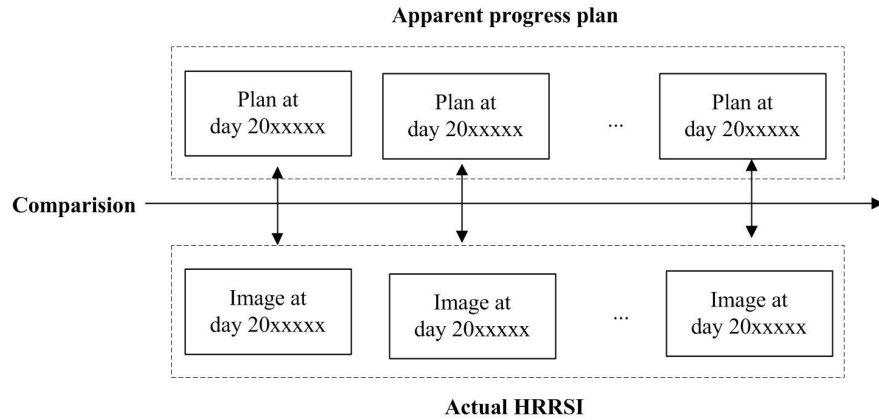 Apparent progress plan
Plan at
day 20xxxxx
Plan at
day 20xxxxx
...
Plan at
day 20xxxxx
Comparision
Image at
day 20xxxxx
Image at
day 20xxxxx
...
Image at
day 20xxxxx
Actual HRRSI